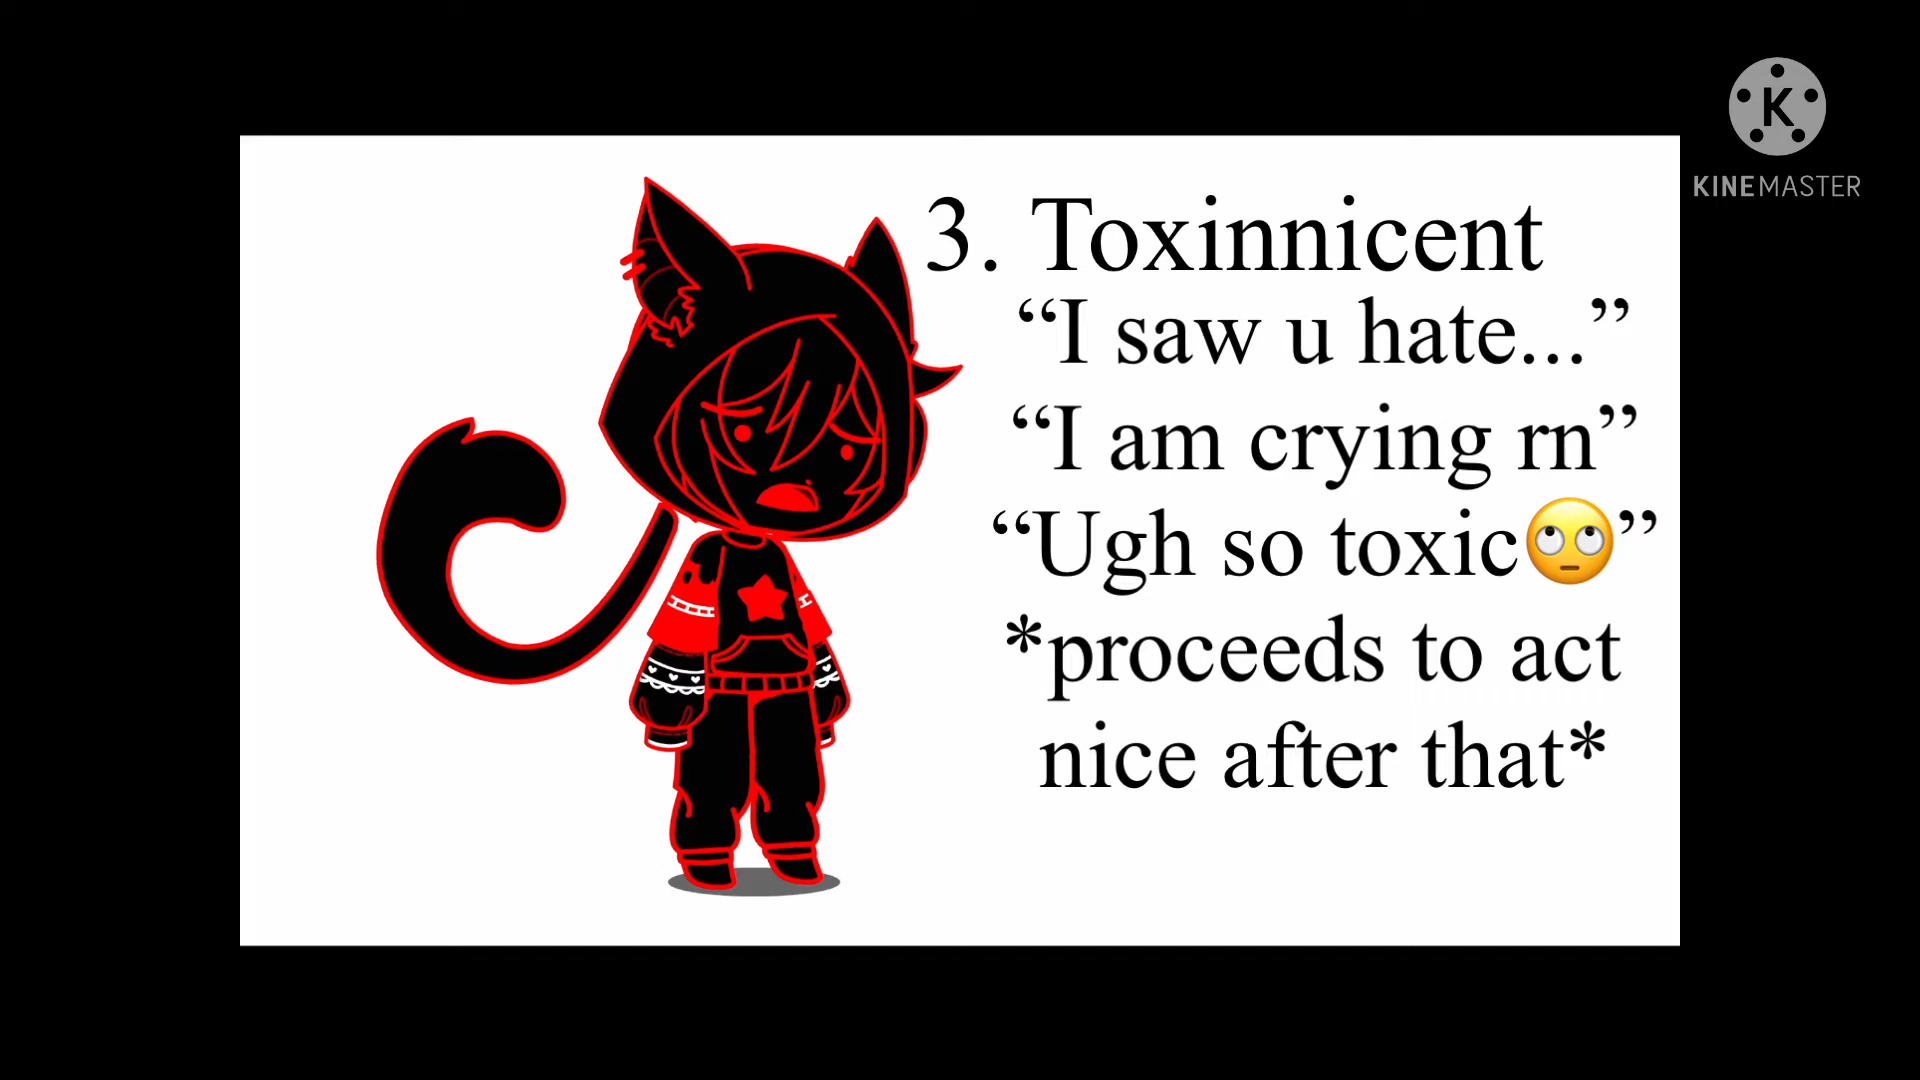 3. Toxinnicent
“I saw u hate...”
“I am crying rn”
“Ugh so toxic🙄”
*proceeds to act
nice after that*
K
KINEMASTER